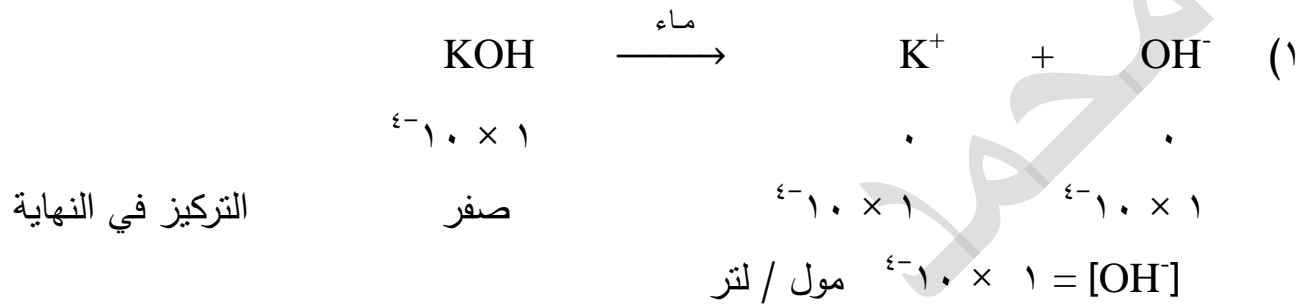 ماء
١) KOH ⟶ K⁺ + OH⁻
١ × ١٠⁻⁴ ٠ ٠
التركيز في النهاية صفر ١ × ١٠⁻⁴ ١ × ١٠⁻⁴
[OH⁻] = ١ × ١٠⁻⁴ مول / لتر
محمد